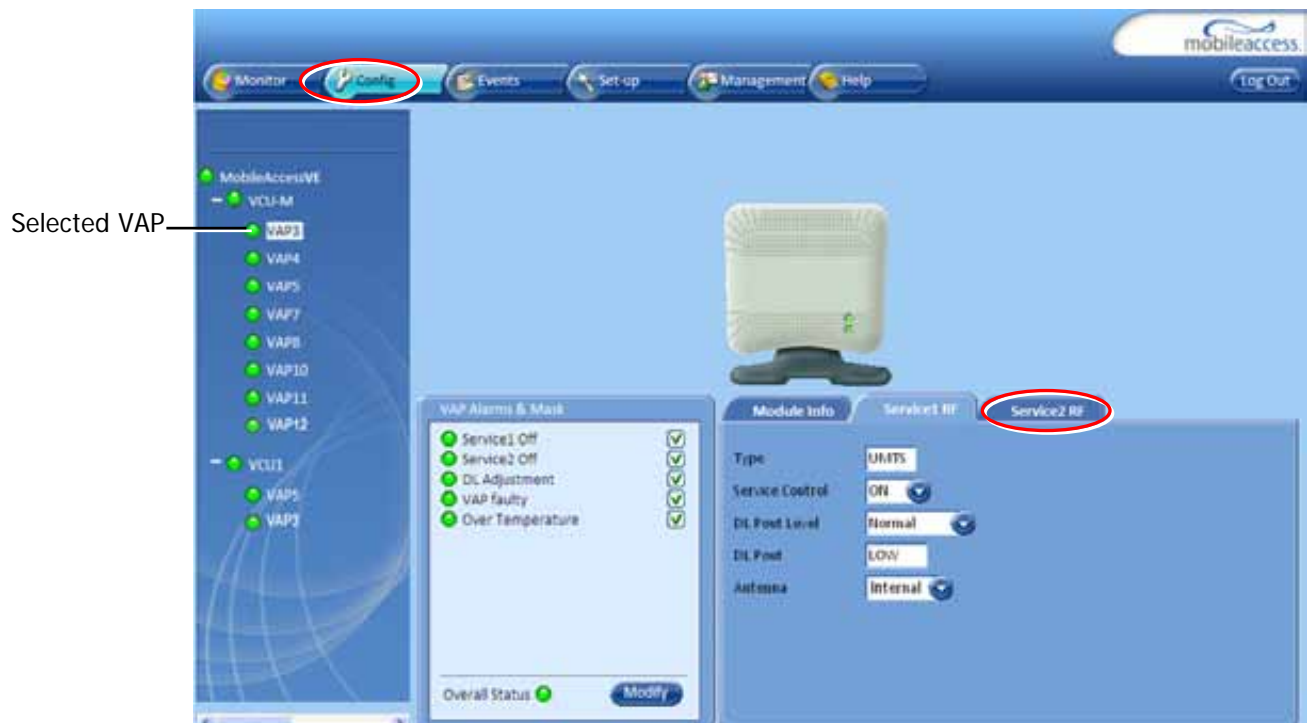 mobileaccess
Monitor Config Events Set-up Management Help Log Out
MobileAccessVE
VCU-M
Selected VAP
VAP3
VAP4
VAP5
VAP7
VAP8
VAP10
VAP11
VAP12
VCU1
VAP5
VAP7
VAP Alarms & Mask
Service1 Off
Service2 Off
DL Adjustment
VAP faulty
Over Temperature
Overall Status Modify
Module Info Service1 RF Service2 RF
Type UMTS
Service Control ON
DL Pout Level Normal
DL Pout LOW
Antenna Internal